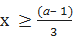 x ≥ (a−1)/3